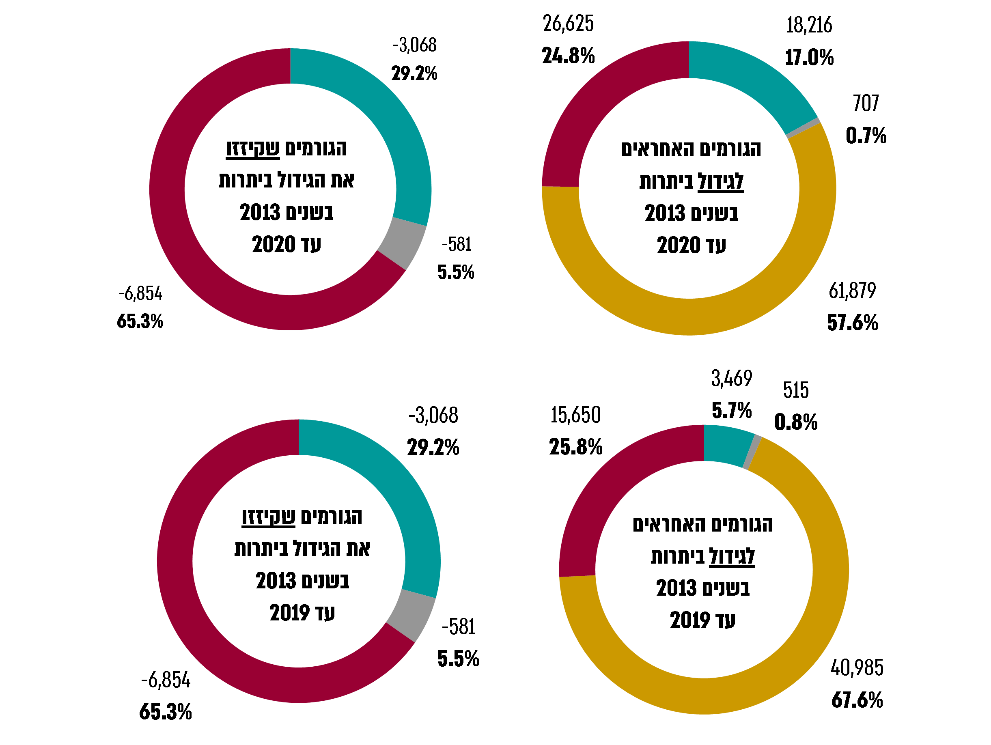 26,625
24.8%
18,216
17.0%
707
0.7%
הגורמים האחראים
לגידול ביתרות
בשנים 2013
עד 2020
61,879
57.6%
-3,068
29.2%
הגורמים שקיזזו
את הגידול ביתרות
בשנים 2013
עד 2020
-581
5.5%
-6,854
65.3%
15,650
25.8%
3,469
5.7%
515
0.8%
הגורמים האחראים
לגידול ביתרות
בשנים 2013
עד 2019
40,985
67.6%
-3,068
29.2%
הגורמים שקיזזו
את הגידול ביתרות
בשנים 2013
עד 2019
-581
5.5%
-6,854
65.3%